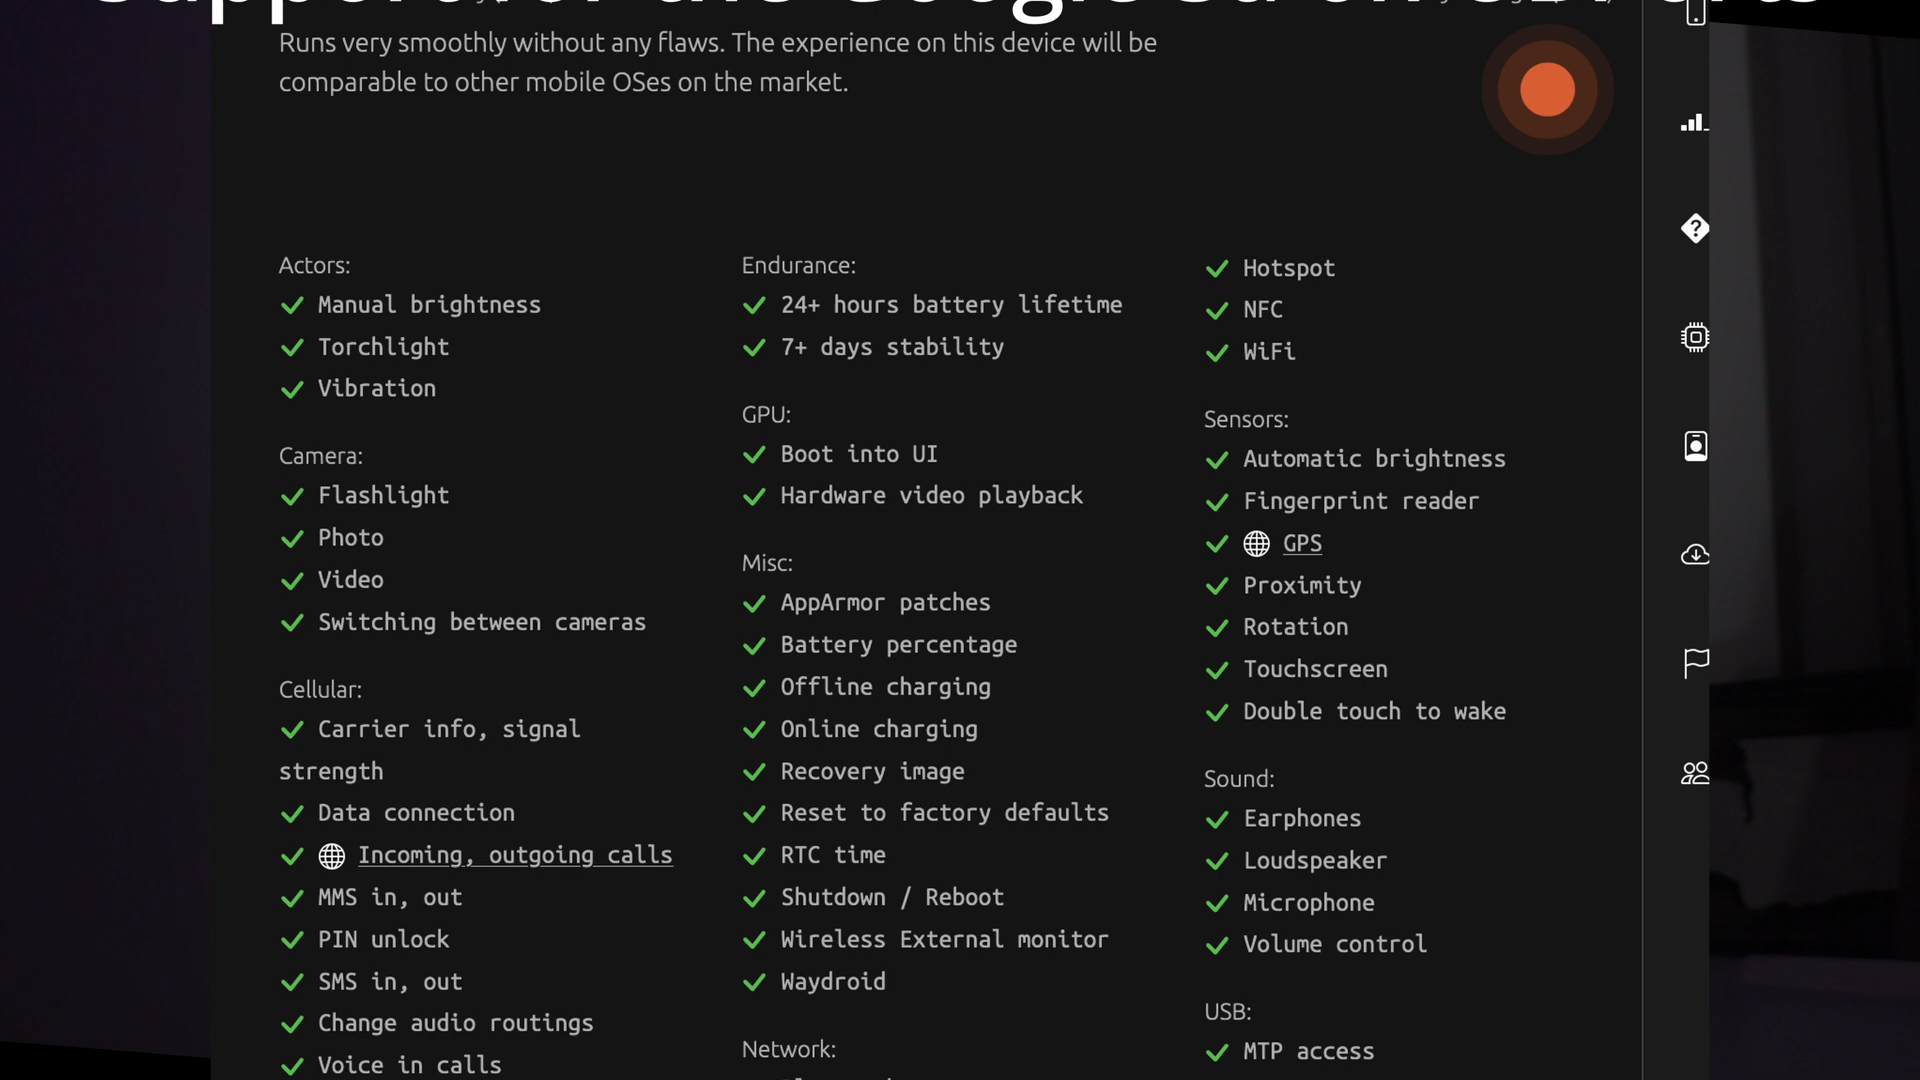 Support for the
Runs very smoothly without any flaws. The experience on this device will be
comparable to other mobile OSes on the market.
Actors:
Manual brightness
Torchlight
Vibration
Camera:
Flashlight
Photo
Video
Switching between cameras
Cellular:
Carrier info, signal
strength
Data connection
Incoming, outgoing calls
MMS in, out
PIN unlock
SMS in, out
Change audio routings
Voice in calls
Endurance:
24+ hours battery lifetime
7+ days stability
GPU:
Boot into UI
Hardware video playback
Misc:
AppArmor patches
Battery percentage
Offline charging
Online charging
Recovery image
Reset to factory defaults
RTC time
Shutdown / Reboot
Wireless External monitor
Waydroid
Network:
Hotspot
NFC
WiFi
Sensors:
Automatic brightness
Fingerprint reader
GPS
Proximity
Rotation
Touchscreen
Double touch to wake
Sound:
Earphones
Loudspeaker
Microphone
Volume control
USB:
MTP access